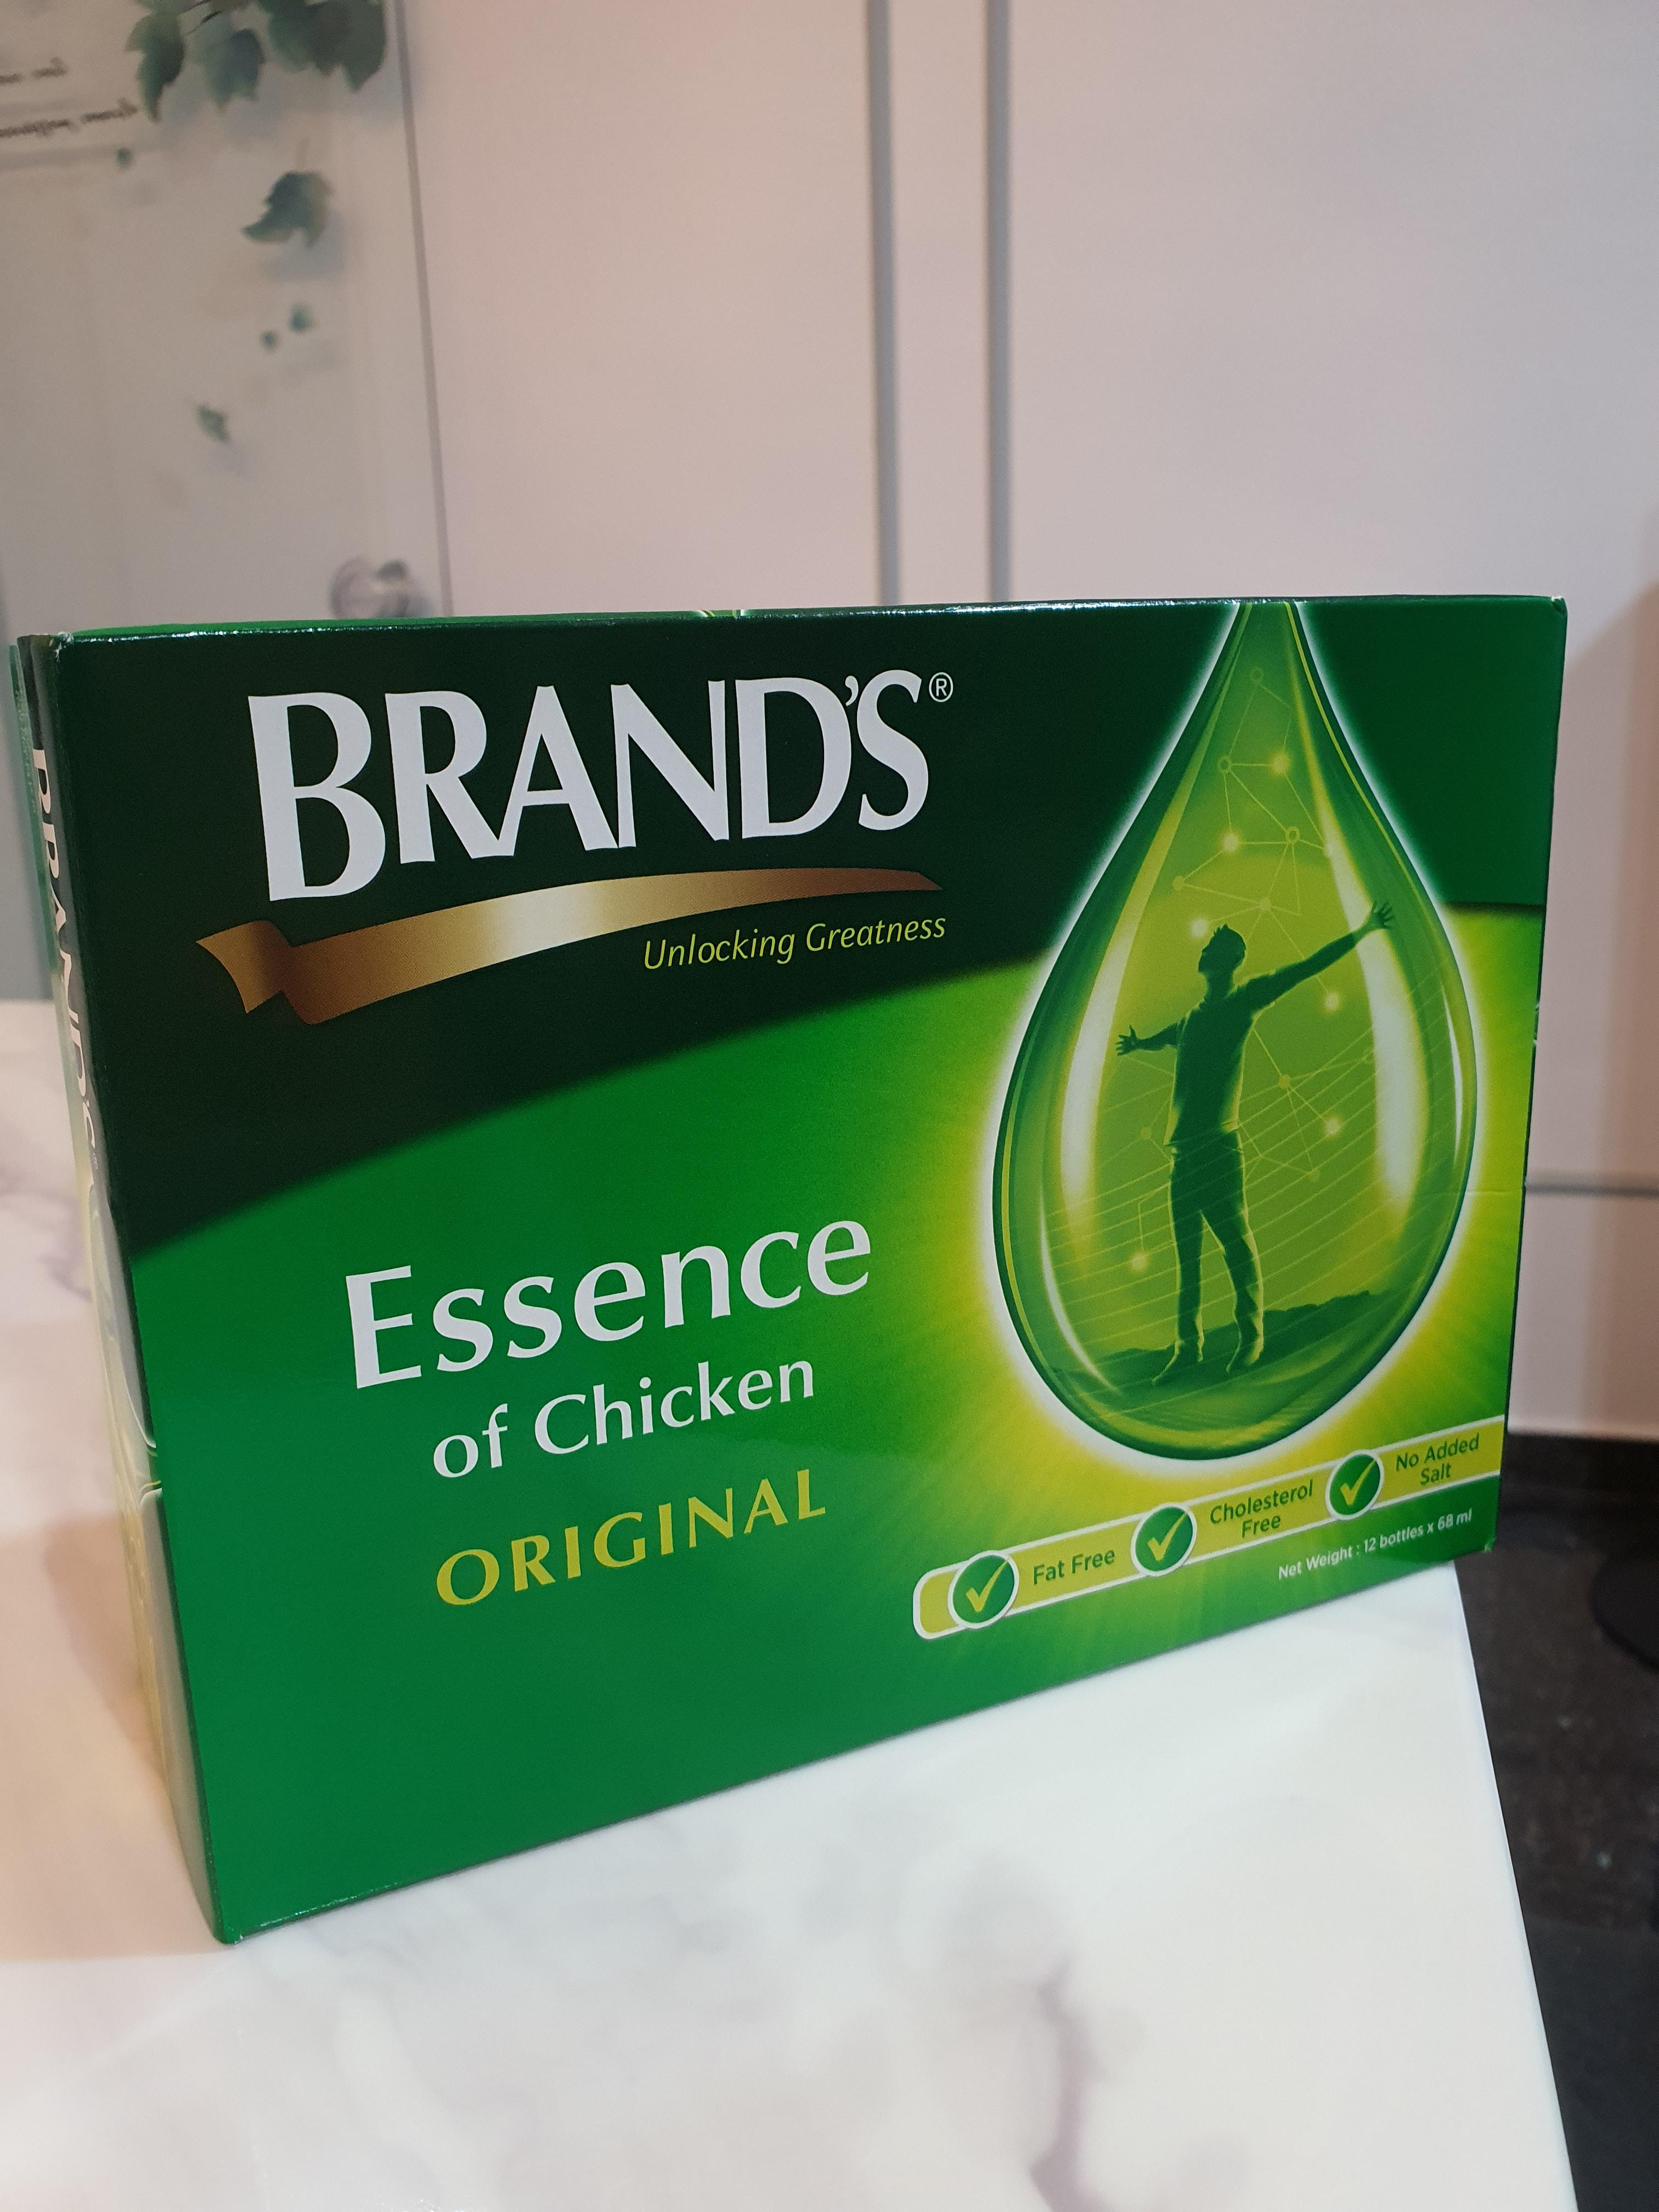 BRAND'S®
Unlocking Greatness
Essence
of Chicken
ORIGINAL
Fat Free
Cholesterol
Free
No Added
Salt
Net Weight : 12 bottles x 68 ml
BRAND'S